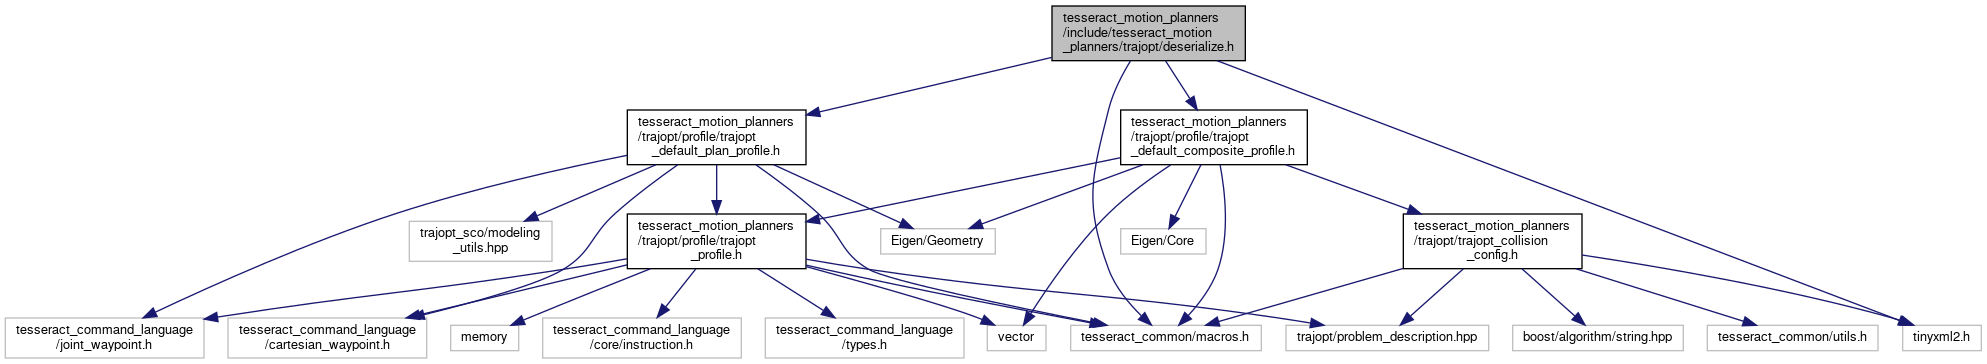 tesseract_motion_planners
/include/tesseract_motion
_planners/trajopt/deserialize.h
tesseract_motion_planners
/trajopt/profile/trajopt
_default_plan_profile.h
tesseract_motion_planners
/trajopt/profile/trajopt
_default_composite_profile.h
trajopt_sco/modeling
_utils.hpp
tesseract_motion_planners
/trajopt/profile/trajopt
_profile.h
Eigen/Geometry
Eigen/Core
tesseract_motion_planners
/trajopt/trajopt_collision
_config.h
tesseract_command_language
/joint_waypoint.h
tesseract_command_language
/cartesian_waypoint.h
memory
tesseract_command_language
/core/instruction.h
tesseract_command_language
/types.h
vector
tesseract_common/macros.h
trajopt/problem_description.hpp
boost/algorithm/string.hpp
tesseract_common/utils.h
tinyxml2.h